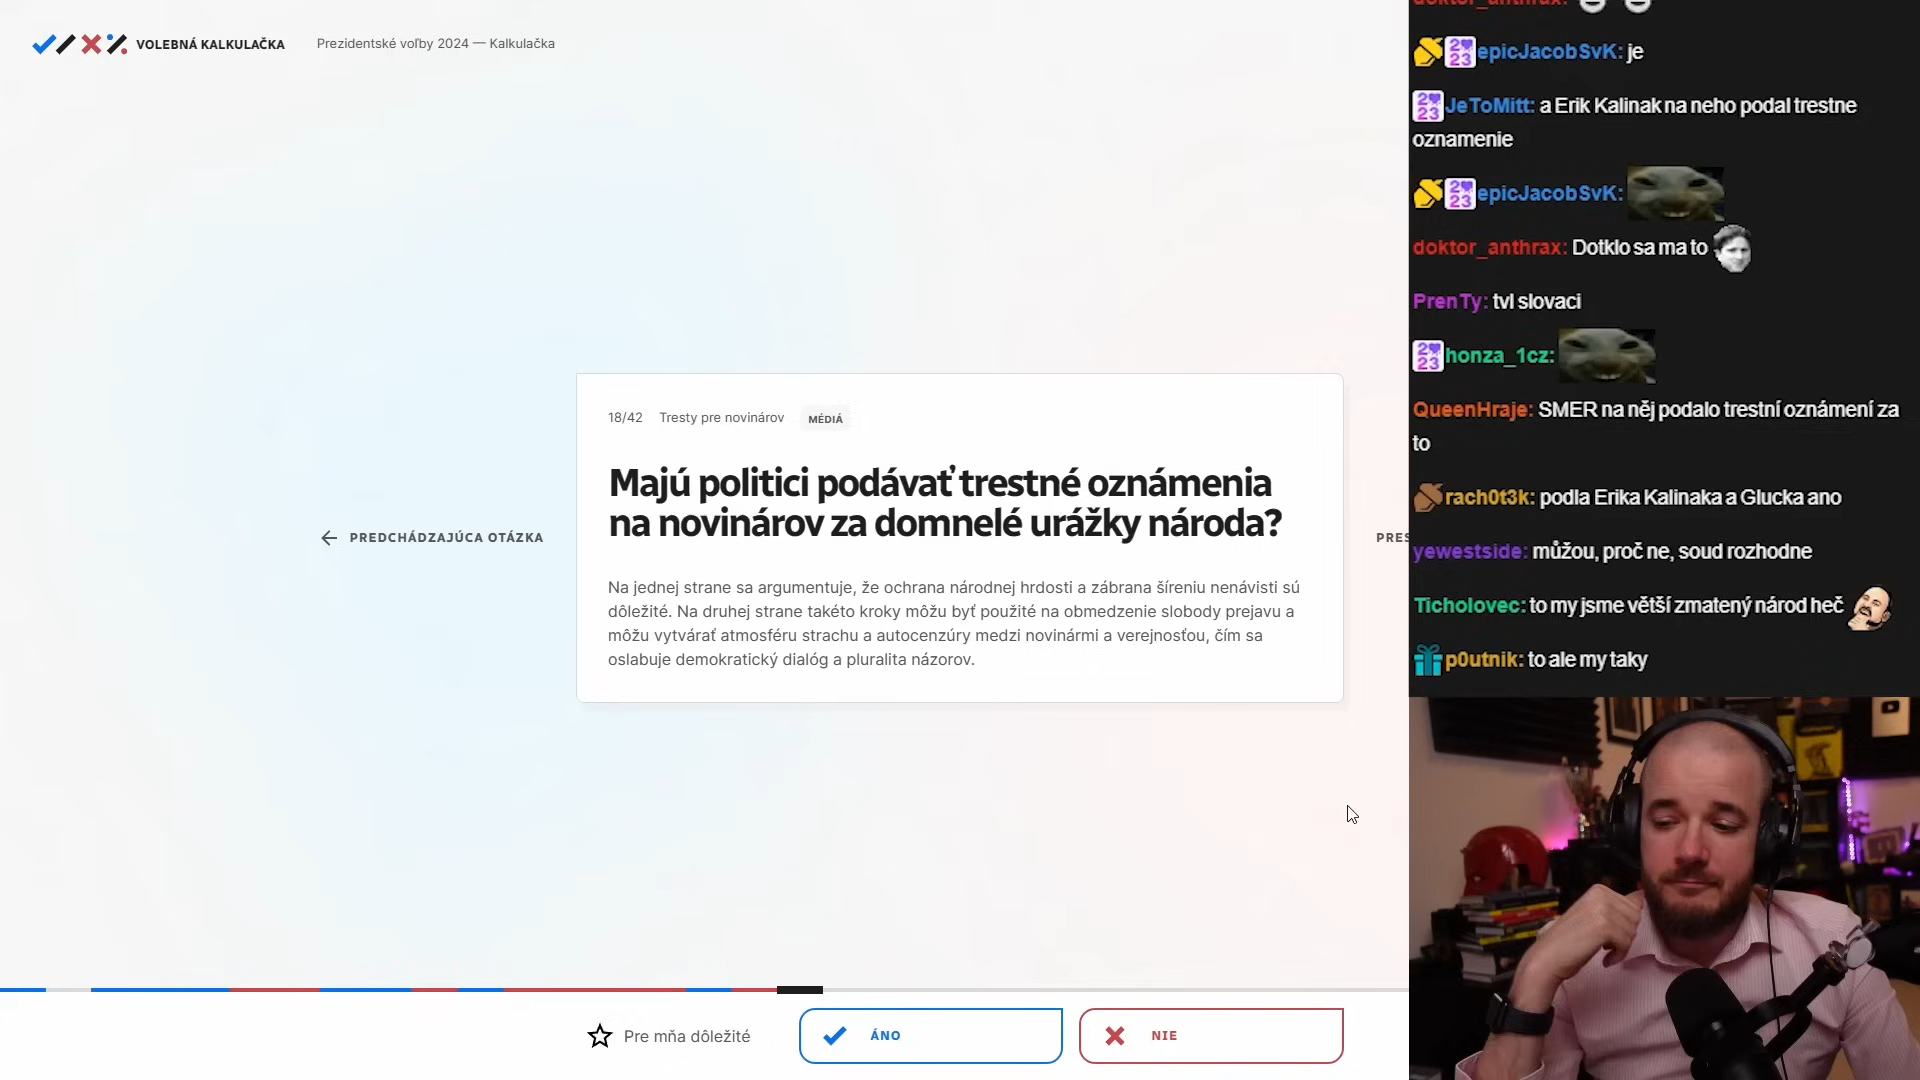 VOLEBNÁ KALKULAČKA
Prezidentské voľby 2024 — Kalkulačka
18/42 Tresty pre novinárov MÉDIÁ
Majú politici podávať trestné oznámenia
na novinárov za domnelé urážky národa?
Na jednej strane sa argumentuje, že ochrana národnej hrdosti a zábrana šíreniu nenávisti sú
dôležité. Na druhej strane takéto kroky môžu byť použité na obmedzenie slobody prejavu a
môžu vytvárať atmosféru strachu a autocenzúry medzi novinármi a verejnosťou, čím sa
oslabuje demokratický dialóg a pluralita názorov.
PREDCHÁDZAJÚCA OTÁZKA
PRES
Pre mňa dôležité
ÁNO
NIE
doktor_anthrax:
epicJacobSvK: je
JeToMitt: a Erik Kalinak na neho podal trestne
oznamenie
epicJacobSvK:
doktor_anthrax: Dotklo sa ma to
PrenTy: tvl slovaci
honza_1cz:
QueenHraje: SMER na něj podalo trestní oznámení za
to
rach0t3k: podla Erika Kalinaka a Glucka ano
yewestside: můžou, proč ne, soud rozhodne
Ticholovec: to my jsme větší zmatený národ heč
p0utnik: to ale my taky